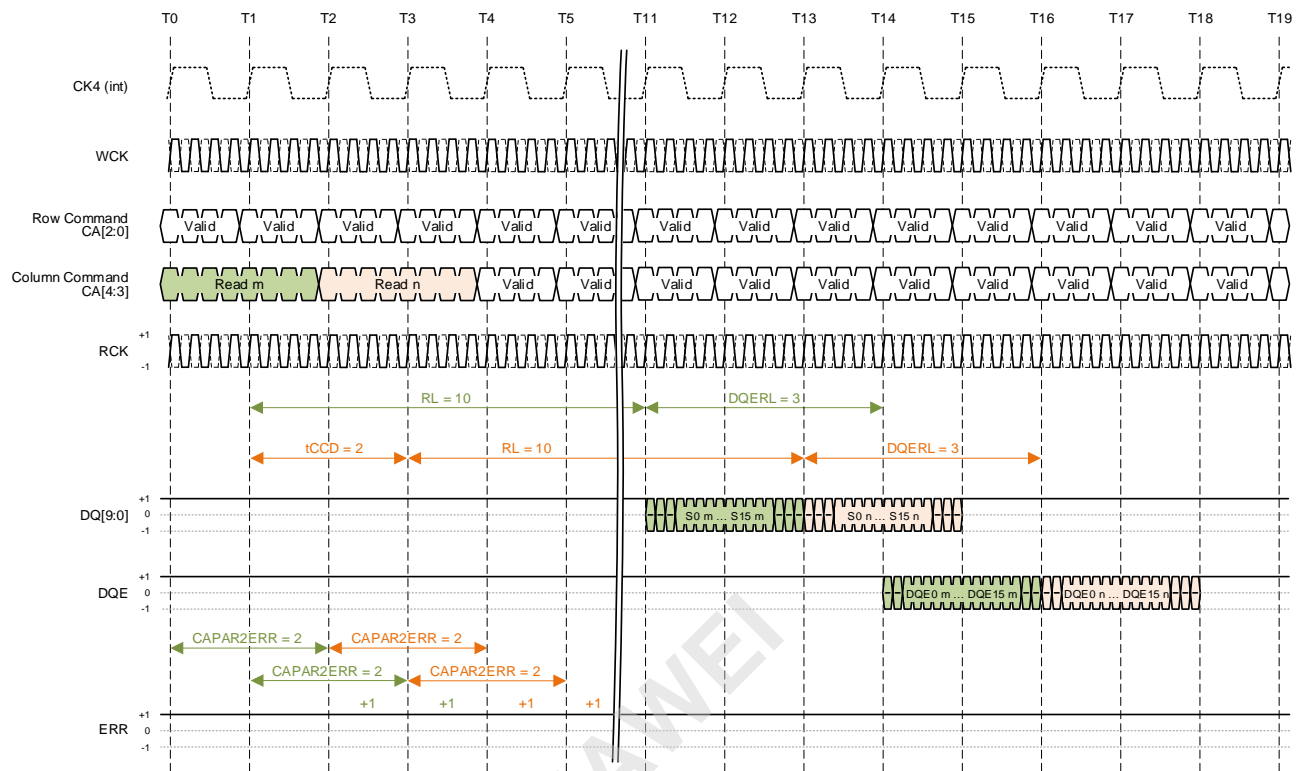 T0 T1 T2 T3 T4 T5 T11 T12 T13 T14 T15 T16 T17 T18 T19
CK4 (int)
WCK
Row Command
CA[2:0]
Valid Valid Valid Valid Valid Valid Valid Valid Valid Valid Valid Valid Valid Valid
Column Command
CA[4:3]
Read m Read n Valid Valid Valid Valid Valid Valid Valid Valid Valid Valid
RCK
+1
-1
RL = 10 DQERL = 3
tCCD = 2 RL = 10 DQERL = 3
DQ[9:0]
+1
0
-1
S0 m ... S15 m S0 n ... S15 n
DQE
+1
0
-1
DQE0 m ... DQE15 m DQE0 n ... DQE15 n
CAPAR2ERR = 2 CAPAR2ERR = 2
CAPAR2ERR = 2 CAPAR2ERR = 2
+1 +1 +1 +1
ERR
+1
0
-1
AWEI